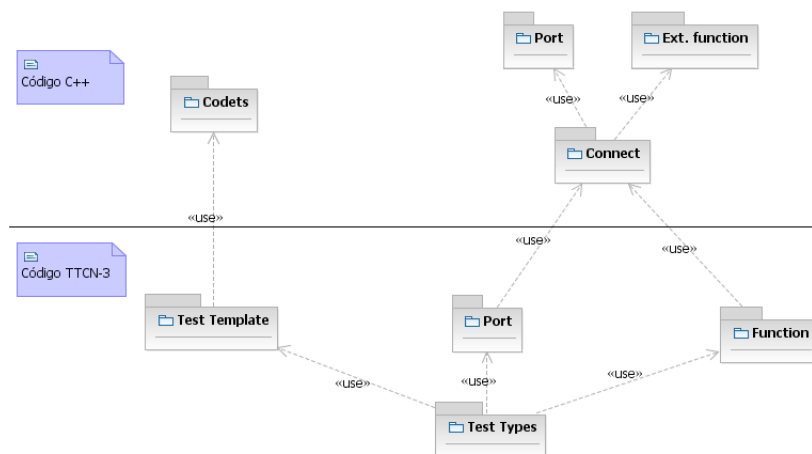 Port
Ext. function
Código C++
Codets
«use»
«use»
Connect
«use»
«use»
«use»
Código TTCN-3
Test Template
Port
Function
«use»
«use»
«use»
Test Types